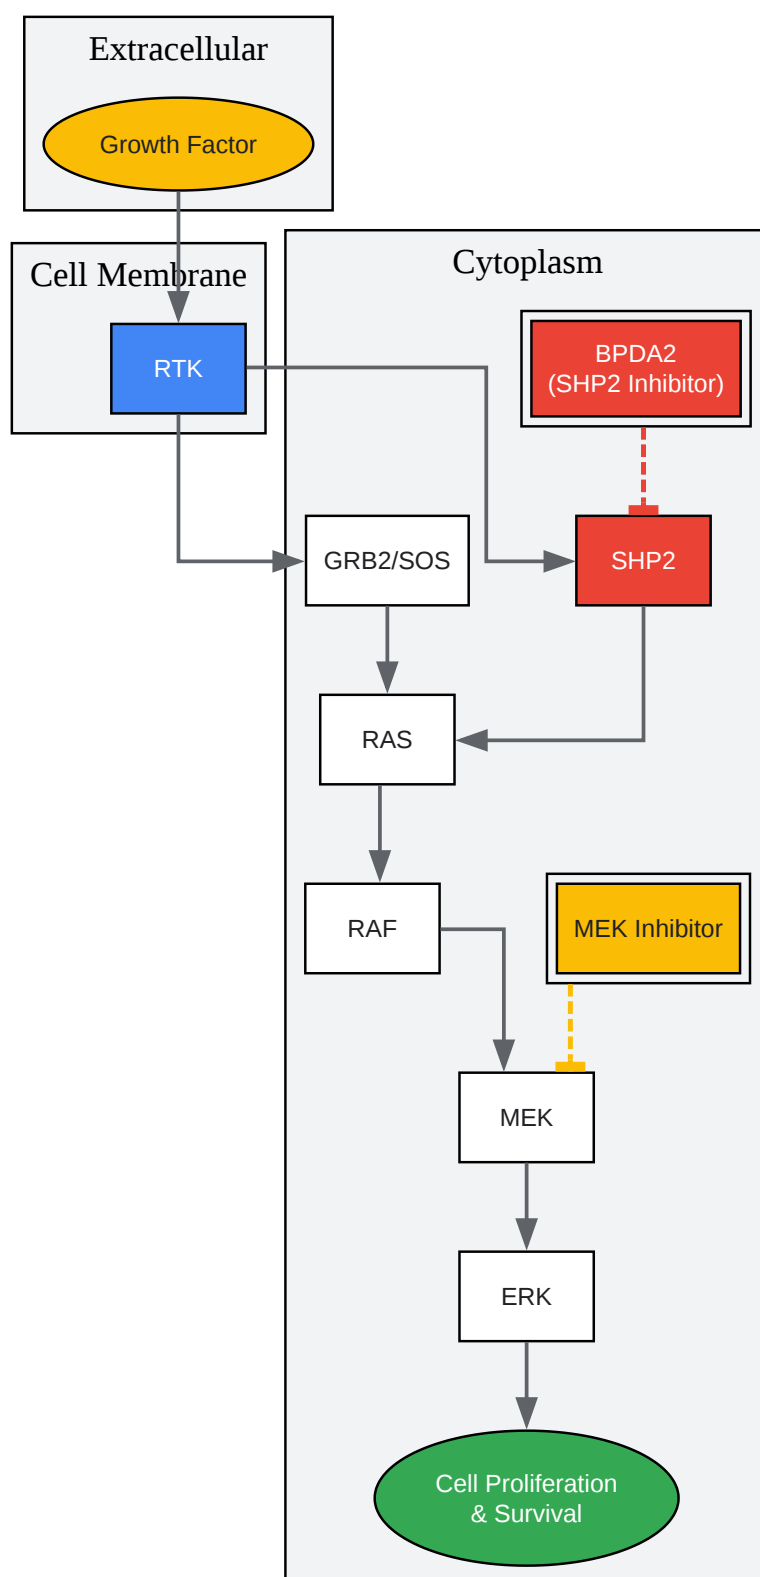 Extracellular
Growth Factor
Cell Membrane
RTK
Cytoplasm
BPDA2
(SHP2 Inhibitor)
GRB2/SOS
SHP2
RAS
RAF
MEK Inhibitor
MEK
ERK
Cell Proliferation
& Survival